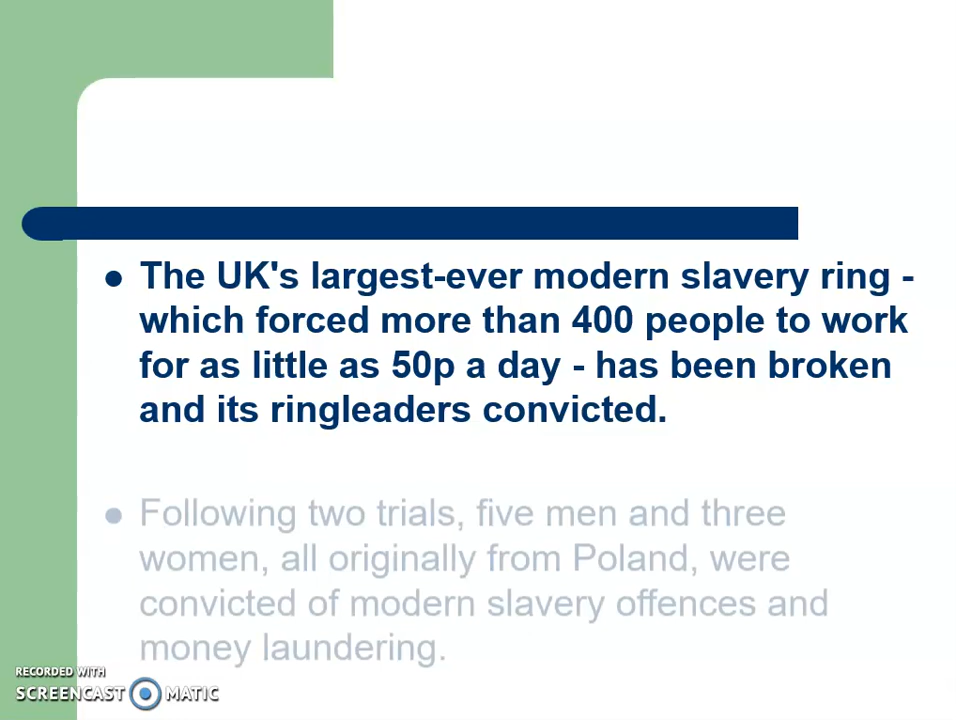 The UK's largest-ever modern slavery ring -
which forced more than 400 people to work
for as little as 50p a day - has been broken
and its ringleaders convicted.
Following two trials, five men and three
women, all originally from Poland, were
convicted of modern slavery offences and
money laundering.
RECORDED WITH
SCREENCAST MATIC